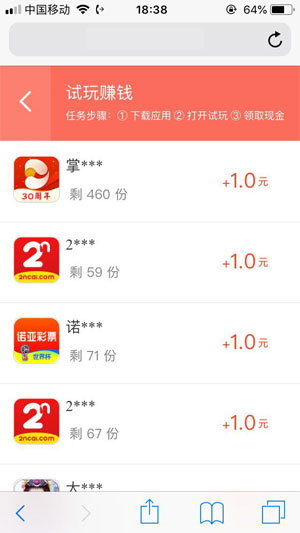 中国移动
18:38
64%
试玩赚钱
任务步骤：① 下载应用 ② 打开试玩 ③ 领取现金
30周年
掌***
剩 460 份
+1.0 元
2n
2ncai.com
2***
剩 59 份
+1.0 元
诺亚彩票
世界杯
诺***
剩 71 份
+1.0 元
2n
2ncai.com
2***
剩 67 份
+1.0 元